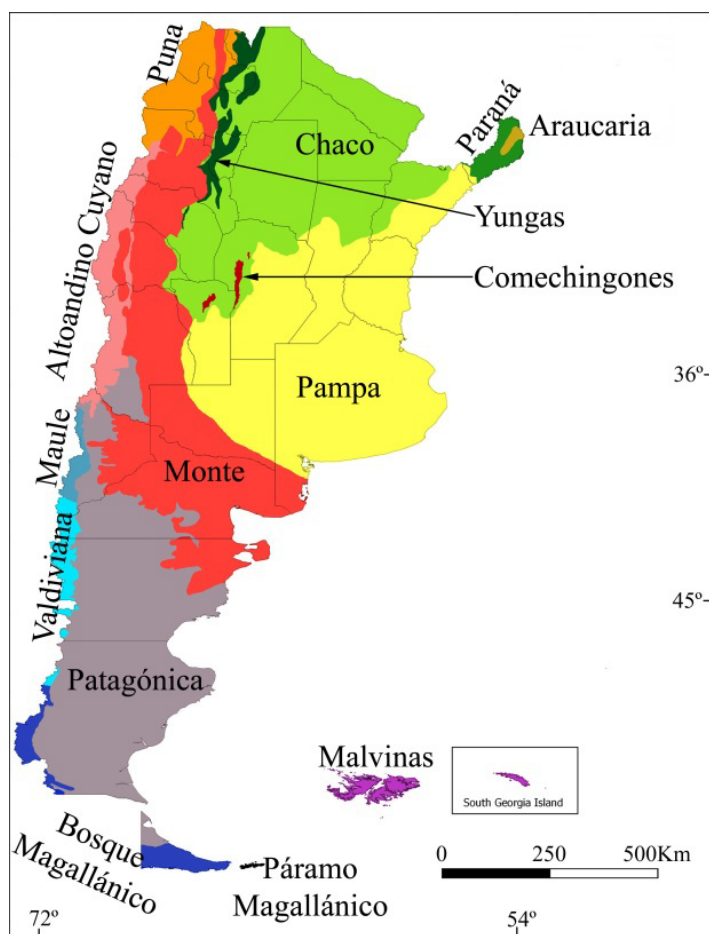 Puna
Chaco
Paraná
Araucaria
Yungas
Comechingones
Altoandino Cuyano
36º
Pampa
Maule
Monte
Valdiviana
45º
Patagónica
Malvinas
South Georgia Island
Bosque
Magallánico
Páramo
Magallánico
0 250 500Km
72º 54º